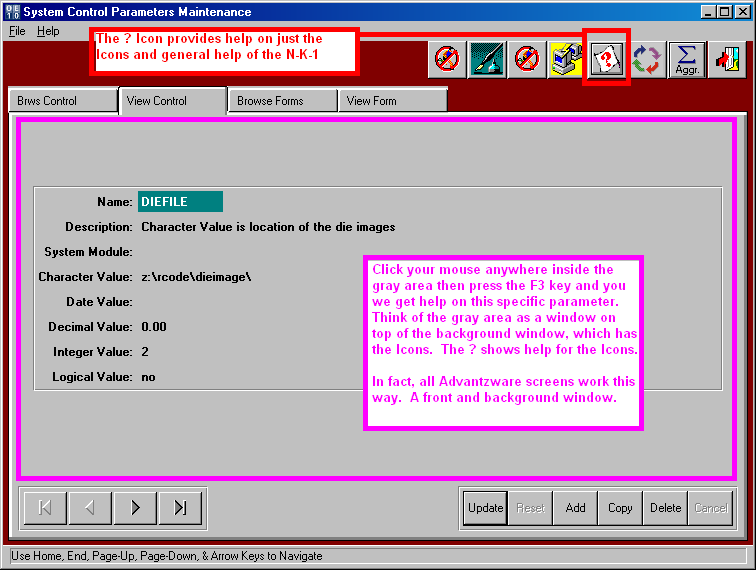 System Control Parameters Maintenance
File Help
The ? Icon provides help on just the
Icons and general help of the N-K-1
Aggr.
Brws Control
View Control
Browse Forms
View Form
Name: DIEFILE
Description: Character Value is location of the die images
System Module:
Character Value: z:\rcode\dieimage\
Date Value:
Decimal Value: 0.00
Integer Value: 2
Logical Value: no
Click your mouse anywhere inside the
gray area then press the F3 key and you
we get help on this specific parameter.
Think of the gray area as a window on
top of the background window, which has
the Icons. The ? shows help for the Icons.
In fact, all Advantzware screens work this
way. A front and background window.
Update
Reset
Add
Copy
Delete
Cancel
Use Home, End, Page-Up, Page-Down, & Arrow Keys to Navigate